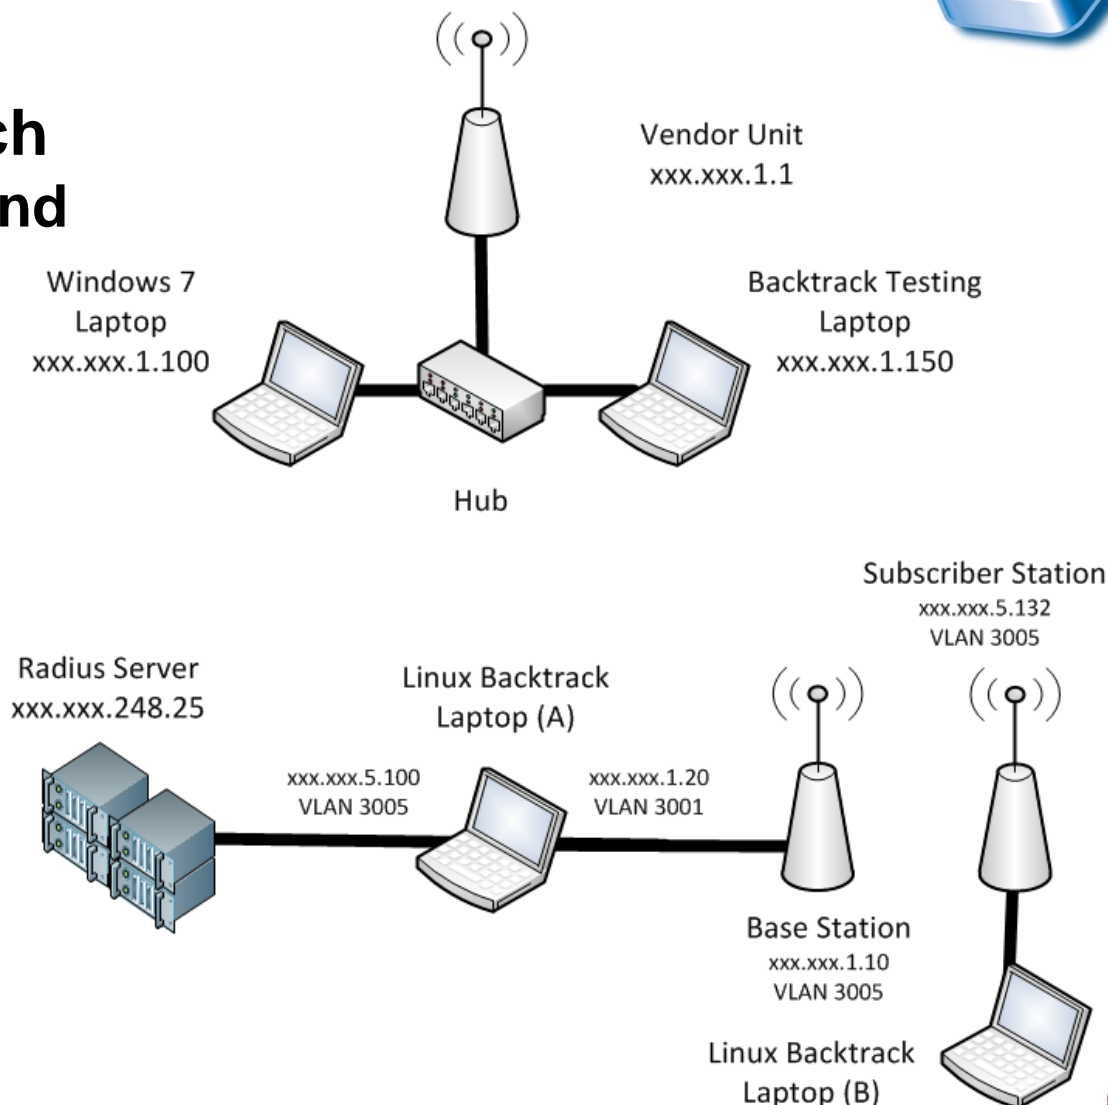 ch
nd
Vendor Unit
xxx.xxx.1.1
Windows 7
Laptop
xxx.xxx.1.100
Backtrack Testing
Laptop
xxx.xxx.1.150
Hub
Subscriber Station
xxx.xxx.5.132
VLAN 3005
Radius Server
xxx.xxx.248.25
Linux Backtrack
Laptop (A)
xxx.xxx.5.100
VLAN 3005
xxx.xxx.1.20
VLAN 3001
Base Station
xxx.xxx.1.10
VLAN 3005
Linux Backtrack
Laptop (B)